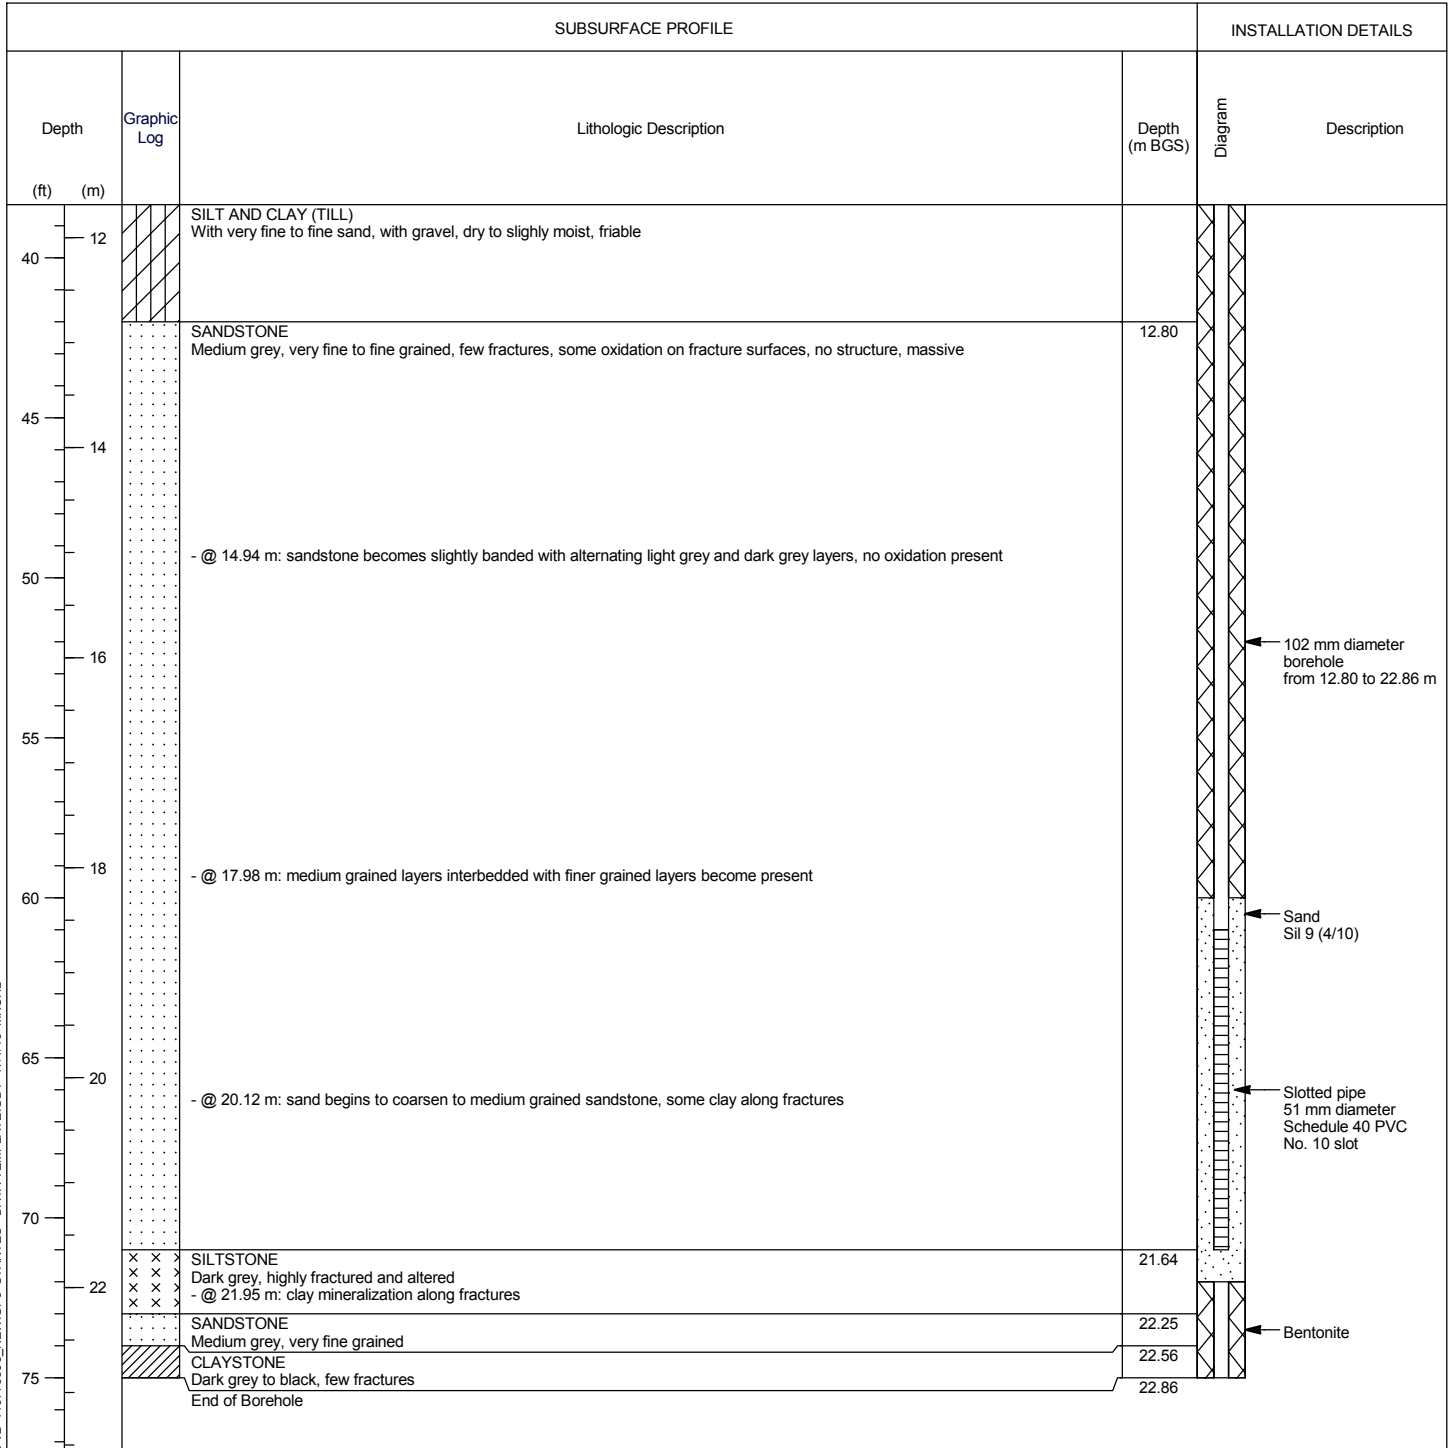 SUBSURFACE PROFILE
INSTALLATION DETAILS
Depth
Graphic
Log
Lithologic Description
Depth
(m BGS)
Diagram
Description
(ft) (m)
SILT AND CLAY (TILL)
With very fine to fine sand, with gravel, dry to slighly moist, friable
12
40
SANDSTONE
12.80
Medium grey, very fine to fine grained, few fractures, some oxidation on fracture surfaces, no structure, massive
45
14
- @ 14.94 m: sandstone becomes slightly banded with alternating light grey and dark grey layers, no oxidation present
50
16
102 mm diameter
borehole
from 12.80 to 22.86 m
55
18
- @ 17.98 m: medium grained layers interbedded with finer grained layers become present
60
Sand
Sil 9 (4/10)
65
20
- @ 20.12 m: sand begins to coarsen to medium grained sandstone, some clay along fractures
Slotted pipe
51 mm diameter
Schedule 40 PVC
No. 10 slot
70
SILTSTONE
21.64
Dark grey, highly fractured and altered
22
- @ 21.95 m: clay mineralization along fractures
SANDSTONE
22.25
Medium grey, very fine grained
Bentonite
CLAYSTONE
22.56
Dark grey to black, few fractures
75
22.86
End of Borehole